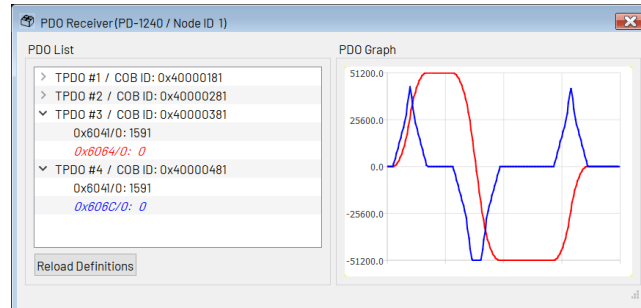 PDO Receiver (PD-1240 / Node ID 1)
PDO List
TPDO #1 / COB ID: 0x40000181
TPDO #2 / COB ID: 0x40000281
TPDO #3 / COB ID: 0x40000381
0x6041/0: 1591
0x6064/0: 0
TPDO #4 / COB ID: 0x40000481
0x6041/0: 1591
0x606C/0: 0
Reload Definitions
PDO Graph
51200.0
25600.0
0.0
-25600.0
-51200.0